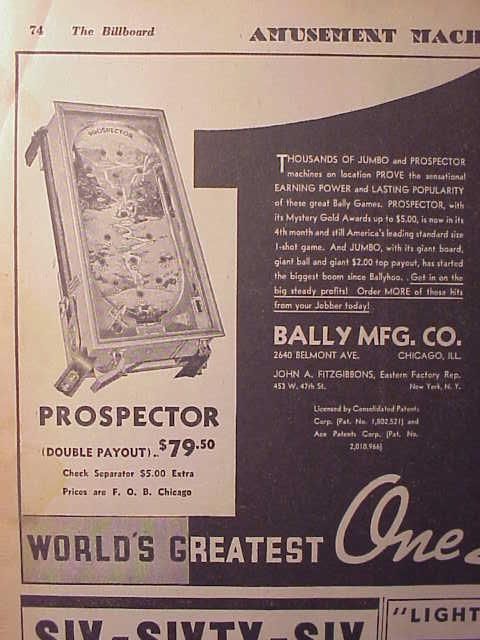 74 The Billboard AMUSEMENT MACH
PROSPECTOR
THOUSANDS OF JUMBO and PROSPECTOR
machines on location PROVE the sensational
EARNING POWER and LASTING POPULARITY
of these great Bally Games. PROSPECTOR, with
its Mystery Gold Awards up to $5.00, is now in its
4th month and still America's leading standard size
1-shot game. And JUMBO, with its giant board,
giant ball and giant $2.00 top payout, has started
the biggest boom since Ballyhoo. . Get in on the
big steady profits! Order MORE of these hits
from your Jobber today!
BALLY MFG. CO.
2640 BELMONT AVE. CHICAGO, ILL.
JOHN A. FITZGIBBONS, Eastern Factory Rep.
453 W. 47th St. New York, N. Y.
Licensed by Consolidated Patents
Corp. (Pat. No. 1,802,521) and
Ace Patents Corp. (Pat. No.
2,010,966)
PROSPECTOR
(DOUBLE PAYOUT).. $79.50
Check Separator $5.00 Extra
Prices are F. O. B. Chicago
WORLD'S GREATEST One
SIX-SIXTY-SIX
"LIGHT